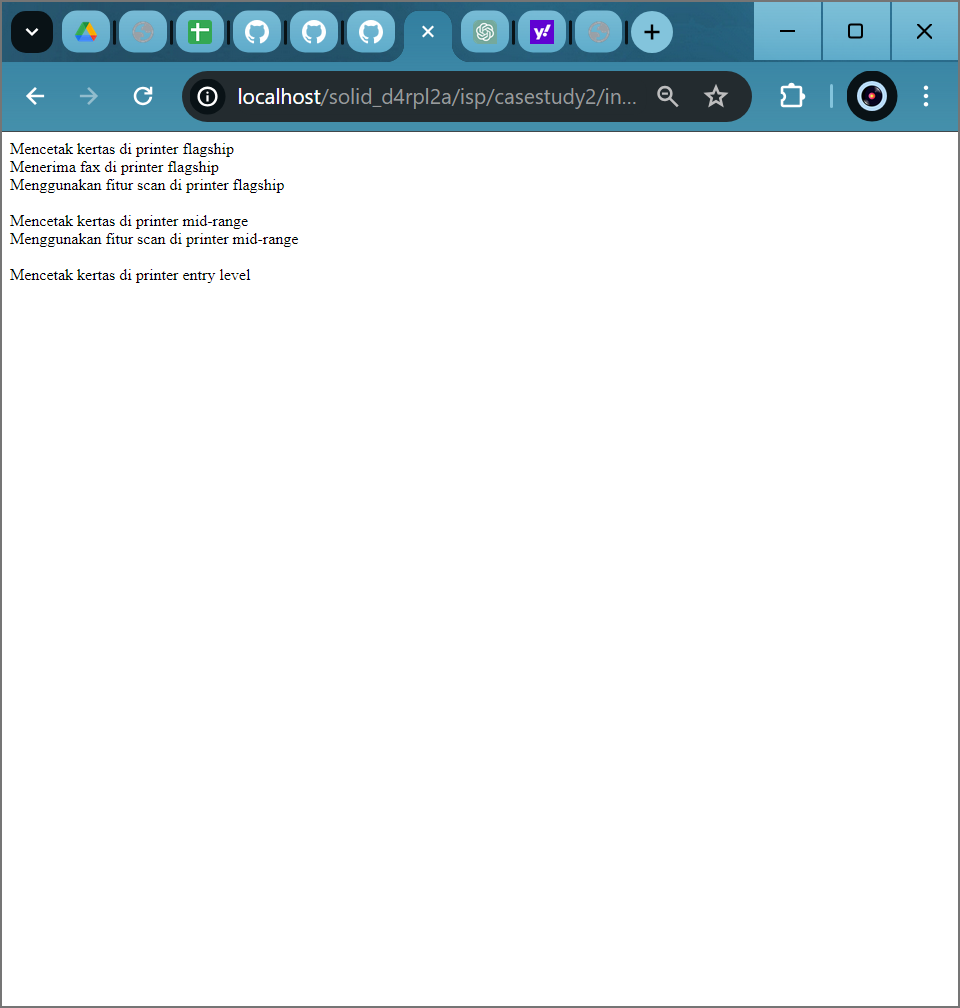 y!
localhost/solid_d4rpl2a/isp/casestudy2/in...
Mencetak kertas di printer flagship
Menerima fax di printer flagship
Menggunakan fitur scan di printer flagship
Mencetak kertas di printer mid-range
Menggunakan fitur scan di printer mid-range
Mencetak kertas di printer entry level